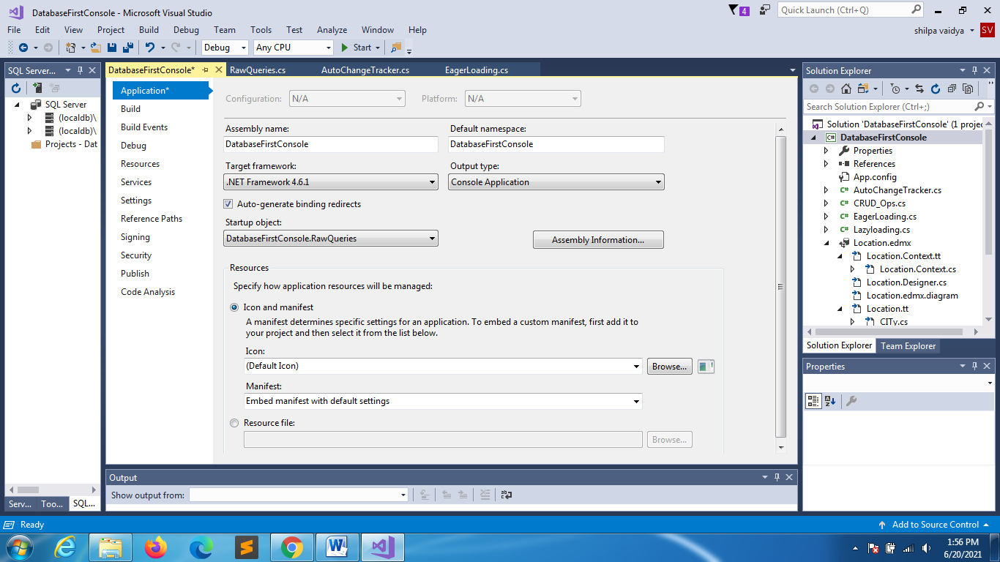 DatabaseFirstConsole - Microsoft Visual Studio
4
Quick Launch (Ctrl+Q)
File Edit View Project Build Debug Team Tools Test Analyze Window Help
shilpa vaidya
SV
Debug
Any CPU
Start
SQL Server...
DatabaseFirstConsole*
RawQueries.cs
AutoChangeTracker.cs
EagerLoading.cs
SQL Server
(localdb)\
(localdb)\
Projects - Dat
Serv...
Too...
SQL...
Application*
Build
Build Events
Debug
Resources
Services
Settings
Reference Paths
Signing
Security
Publish
Code Analysis
Configuration: N/A
Platform: N/A
Assembly name:
DatabaseFirstConsole
Default namespace:
DatabaseFirstConsole
Target framework:
.NET Framework 4.6.1
Output type:
Console Application
Auto-generate binding redirects
Startup object:
DatabaseFirstConsole.RawQueries
Assembly Information...
Resources
Specify how application resources will be managed:
Icon and manifest
A manifest determines specific settings for an application. To embed a custom manifest, first add it to
your project and then select it from the list below.
Icon:
(Default Icon)
Browse...
Manifest:
Embed manifest with default settings
Resource file:
Browse...
Output
Show output from:
Solution Explorer
Search Solution Explorer (Ctrl+;)
Solution 'DatabaseFirstConsole' (1 projec
C# DatabaseFirstConsole
Properties
References
App.config
C# AutoChangeTracker.cs
C# CRUD_Ops.cs
C# EagerLoading.cs
C# Lazyloading.cs
Location.edmx
Location.Context.tt
Location.Context.cs
Location.Designer.cs
Location.edmx.diagram
Location.tt
CITy.cs
Solution Explorer
Team Explorer
Properties
Ready
Add to Source Control
1:56 PM
6/20/2021